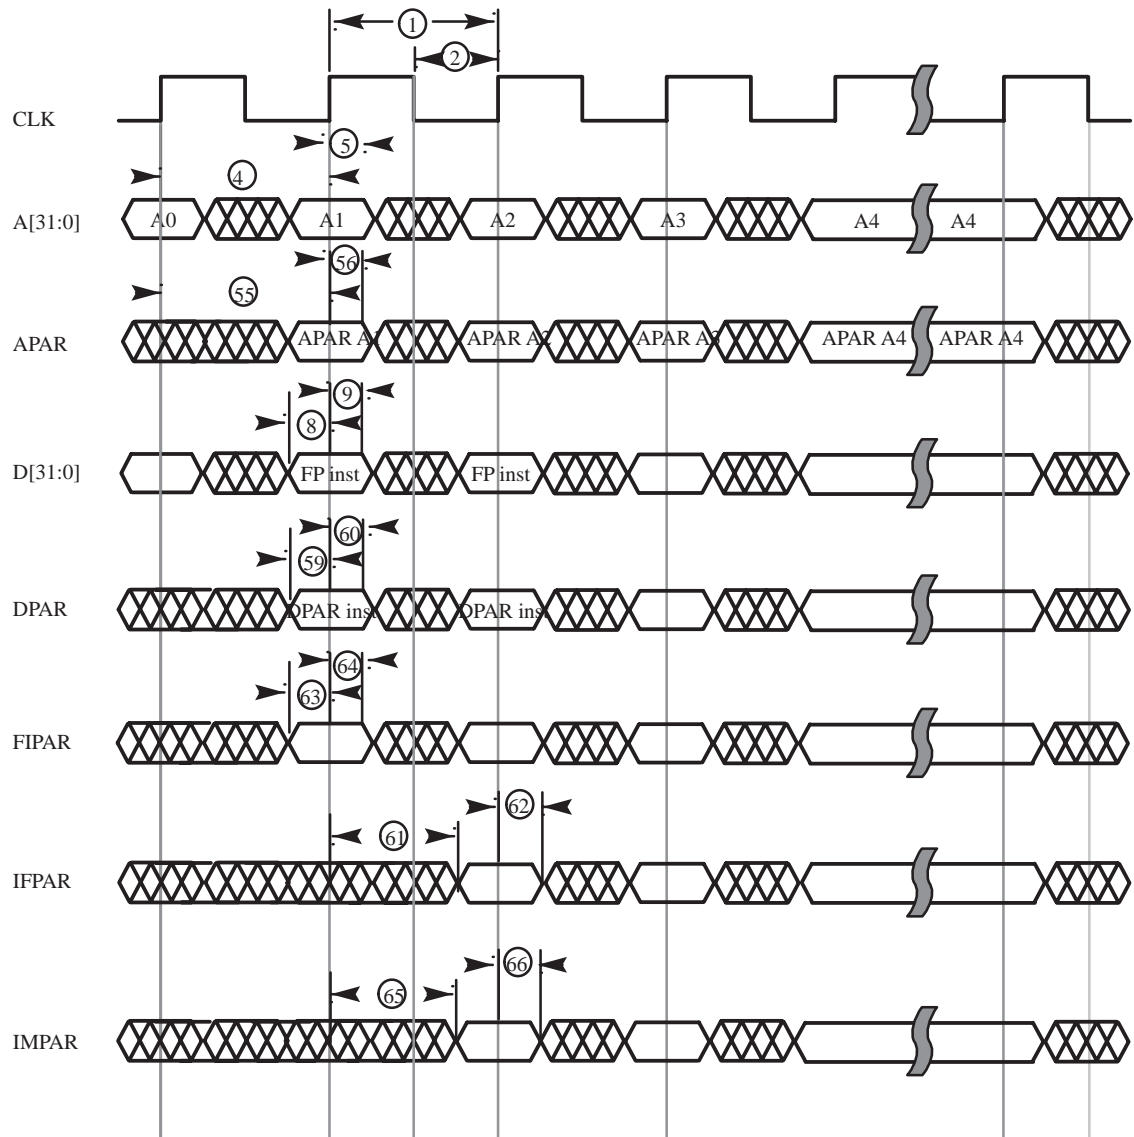 1
2
CLK
5
4
A[31:0] A0 A1 A2 A3 A4 A4
56
55
APAR APAR A1 APAR A2 APAR A3 APAR A4 APAR A4
9
8
D[31:0] FP inst FP inst
60
59
DPAR DPAR inst DPAR inst
64
63
FIPAR
62
61
IFPAR
66
65
IMPAR